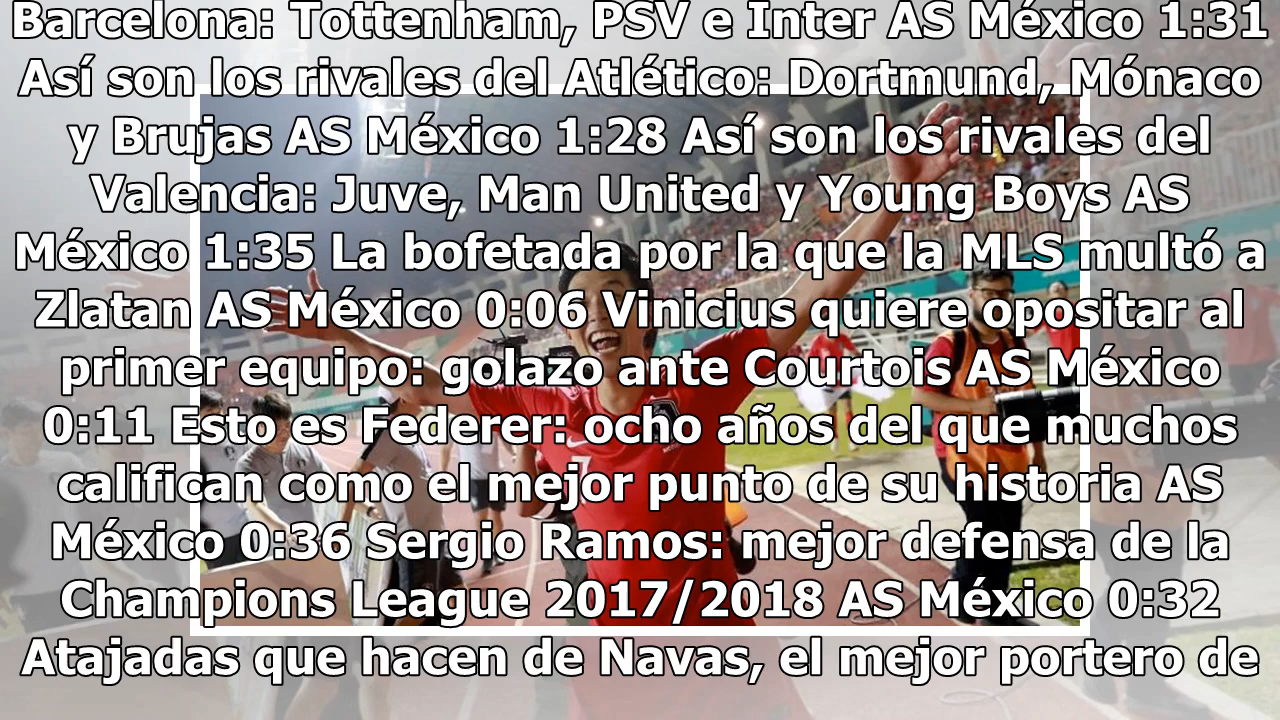 Barcelona: Tottenham, PSV e Inter AS México 1:31
Así son los rivales del Atlético: Dortmund, Mónaco
y Brujas AS México 1:28 Así son los rivales del
Valencia: Juve, Man United y Young Boys AS
México 1:35 La bofetada por la que la MLS multó a
Zlatan AS México 0:06 Vinicius quiere opositar al
primer equipo: golazo ante Courtois AS México
0:11 Esto es Federer: ocho años del que muchos
califican como el mejor punto de su historia AS
México 0:36 Sergio Ramos: mejor defensa de la
Champions League 2017/2018 AS México 0:32
Atajadas que hacen de Navas, el mejor portero de